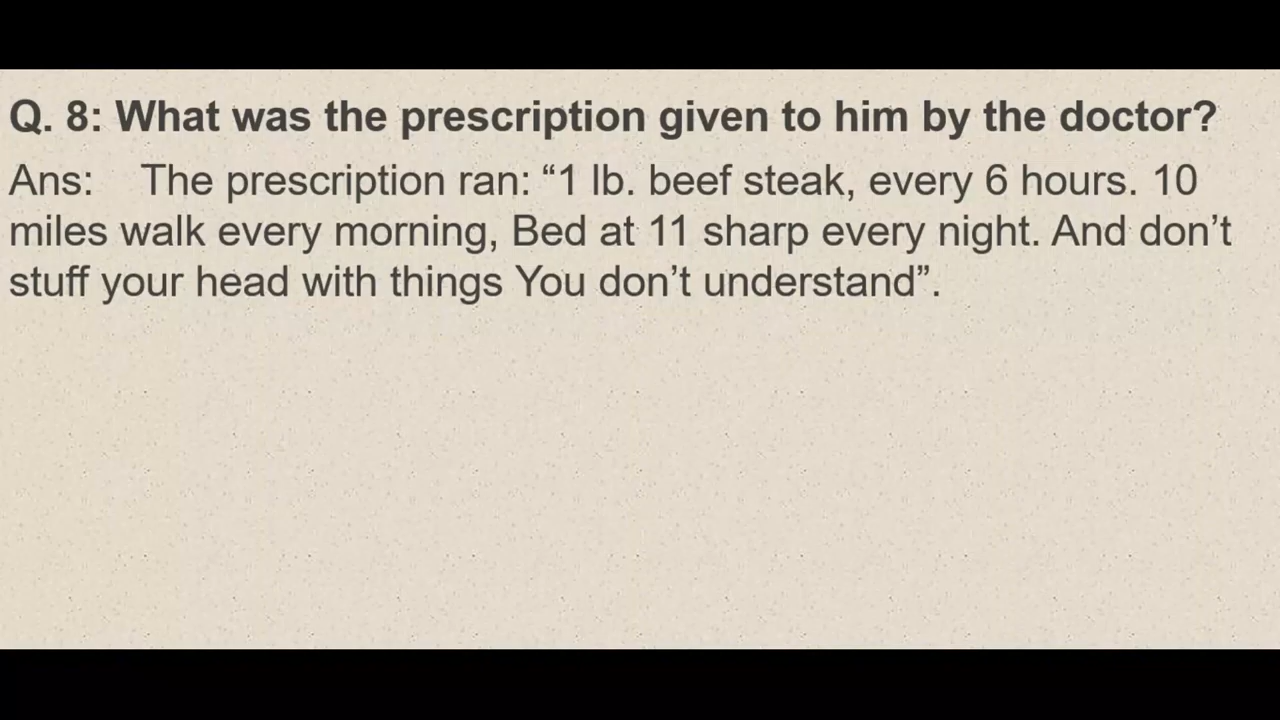 Q. 8: What was the prescription given to him by the doctor?
Ans: The prescription ran: “1 lb. beef steak, every 6 hours. 10
miles walk every morning, Bed at 11 sharp every night. And don’t
stuff your head with things You don’t understand”.